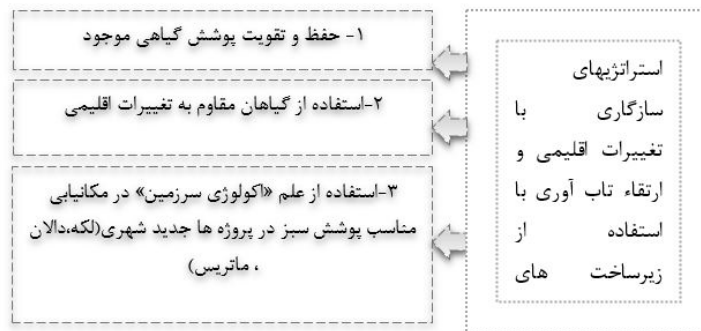 استراتژیهای
سازگاری با
تغییرات اقلیمی و
ارتقاء تاب آوری با
استفاده از
زیرساخت های
۱- حفظ و تقویت پوشش گیاهی موجود
۲-استفاده از گیاهان مقاوم به تغییرات اقلیمی
۳-استفاده از علم «اکولوژی سرزمین» در مکانیابی
مناسب پوشش سبز در پروژه ها جدید شهری(لکه،دالان
، ماتریس)